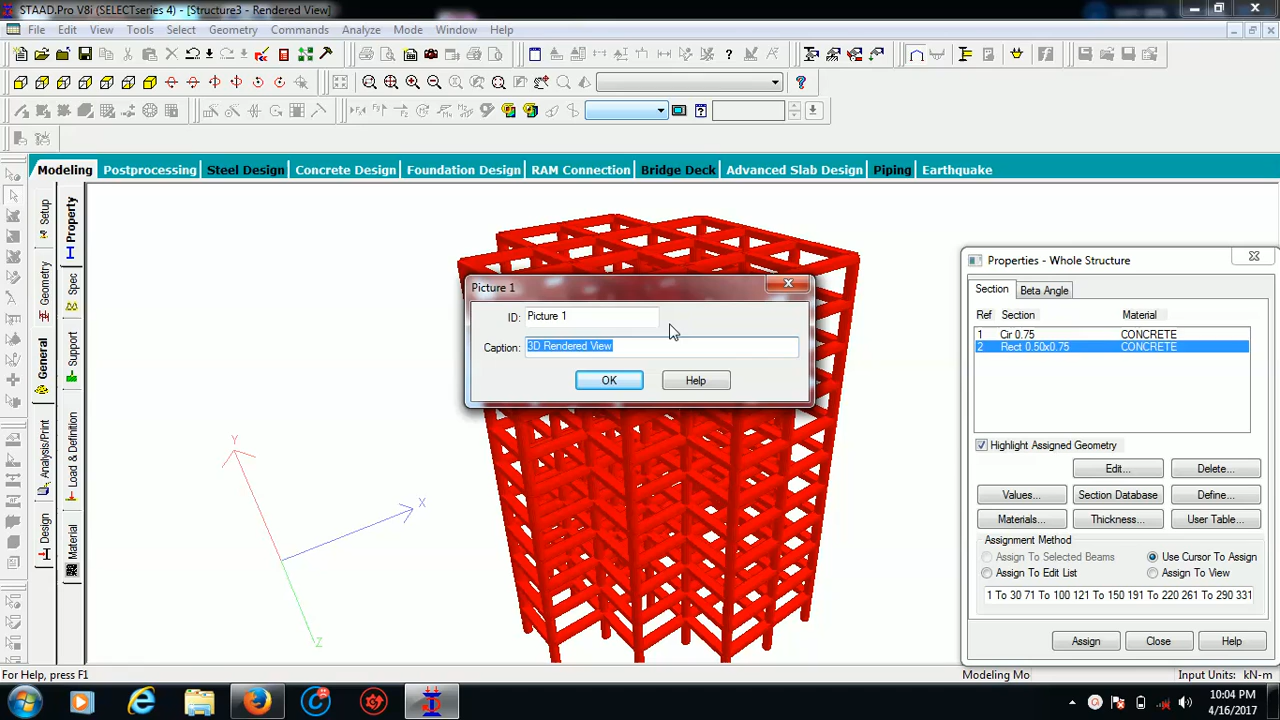 STAAD.Pro V8i (SELECTseries 4) - [Structure3 - Rendered View]
File Edit View Tools Select Geometry Commands Analyze Mode Window Help
Modeling Postprocessing Steel Design Concrete Design Foundation Design RAM Connection Bridge Deck Advanced Slab Design Piping Earthquake
Setup
Geometry
General
Analysis/Print
Design
Property
Spec
Support
Load & Definition
Material
Y
X
Z
Picture 1
ID: Picture 1
Caption: 3D Rendered View
OK Help
Properties - Whole Structure
Section Beta Angle
Ref Section Material
1 Cir 0.75 CONCRETE
2 Rect 0.50x0.75 CONCRETE
Highlight Assigned Geometry
Edit... Delete...
Values... Section Database Define...
Materials... Thickness... User Table...
Assignment Method
Assign To Selected Beams Use Cursor To Assign
Assign To Edit List Assign To View
1 To 30 71 To 100 121 To 150 191 To 220 261 To 290 331
Assign Close Help
For Help, press F1 Modeling Mo Input Units: kN-m
10:04 PM
4/16/2017